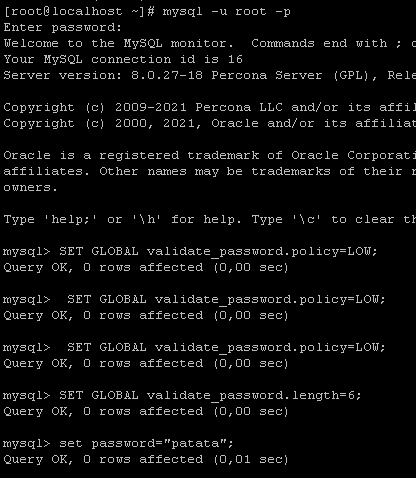 [root@localhost ~]# mysql -u root -p
Enter password:
Welcome to the MySQL monitor.  Commands end with ;
Your MySQL connection id is 16
Server version: 8.0.27-18 Percona Server (GPL), Rele
Copyright (c) 2009-2021 Percona LLC and/or its affil
Copyright (c) 2000, 2021, Oracle and/or its affiliat
Oracle is a registered trademark of Oracle Corporati
affiliates. Other names may be trademarks of their r
owners.
Type 'help;' or '\h' for help. Type '\c' to clear th
mysql> SET GLOBAL validate_password.policy=LOW;
Query OK, 0 rows affected (0,00 sec)
mysql>  SET GLOBAL validate_password.policy=LOW;
Query OK, 0 rows affected (0,00 sec)
mysql>  SET GLOBAL validate_password.policy=LOW;
Query OK, 0 rows affected (0,00 sec)
mysql> SET GLOBAL validate_password.length=6;
Query OK, 0 rows affected (0,00 sec)
mysql> set password="patata";
Query OK, 0 rows affected (0,01 sec)